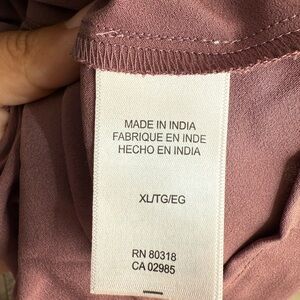 MADE IN INDIA
FABRIQUE EN INDE
HECHO EN INDIA
XL/TG/EG
RN 80318
CA 02985